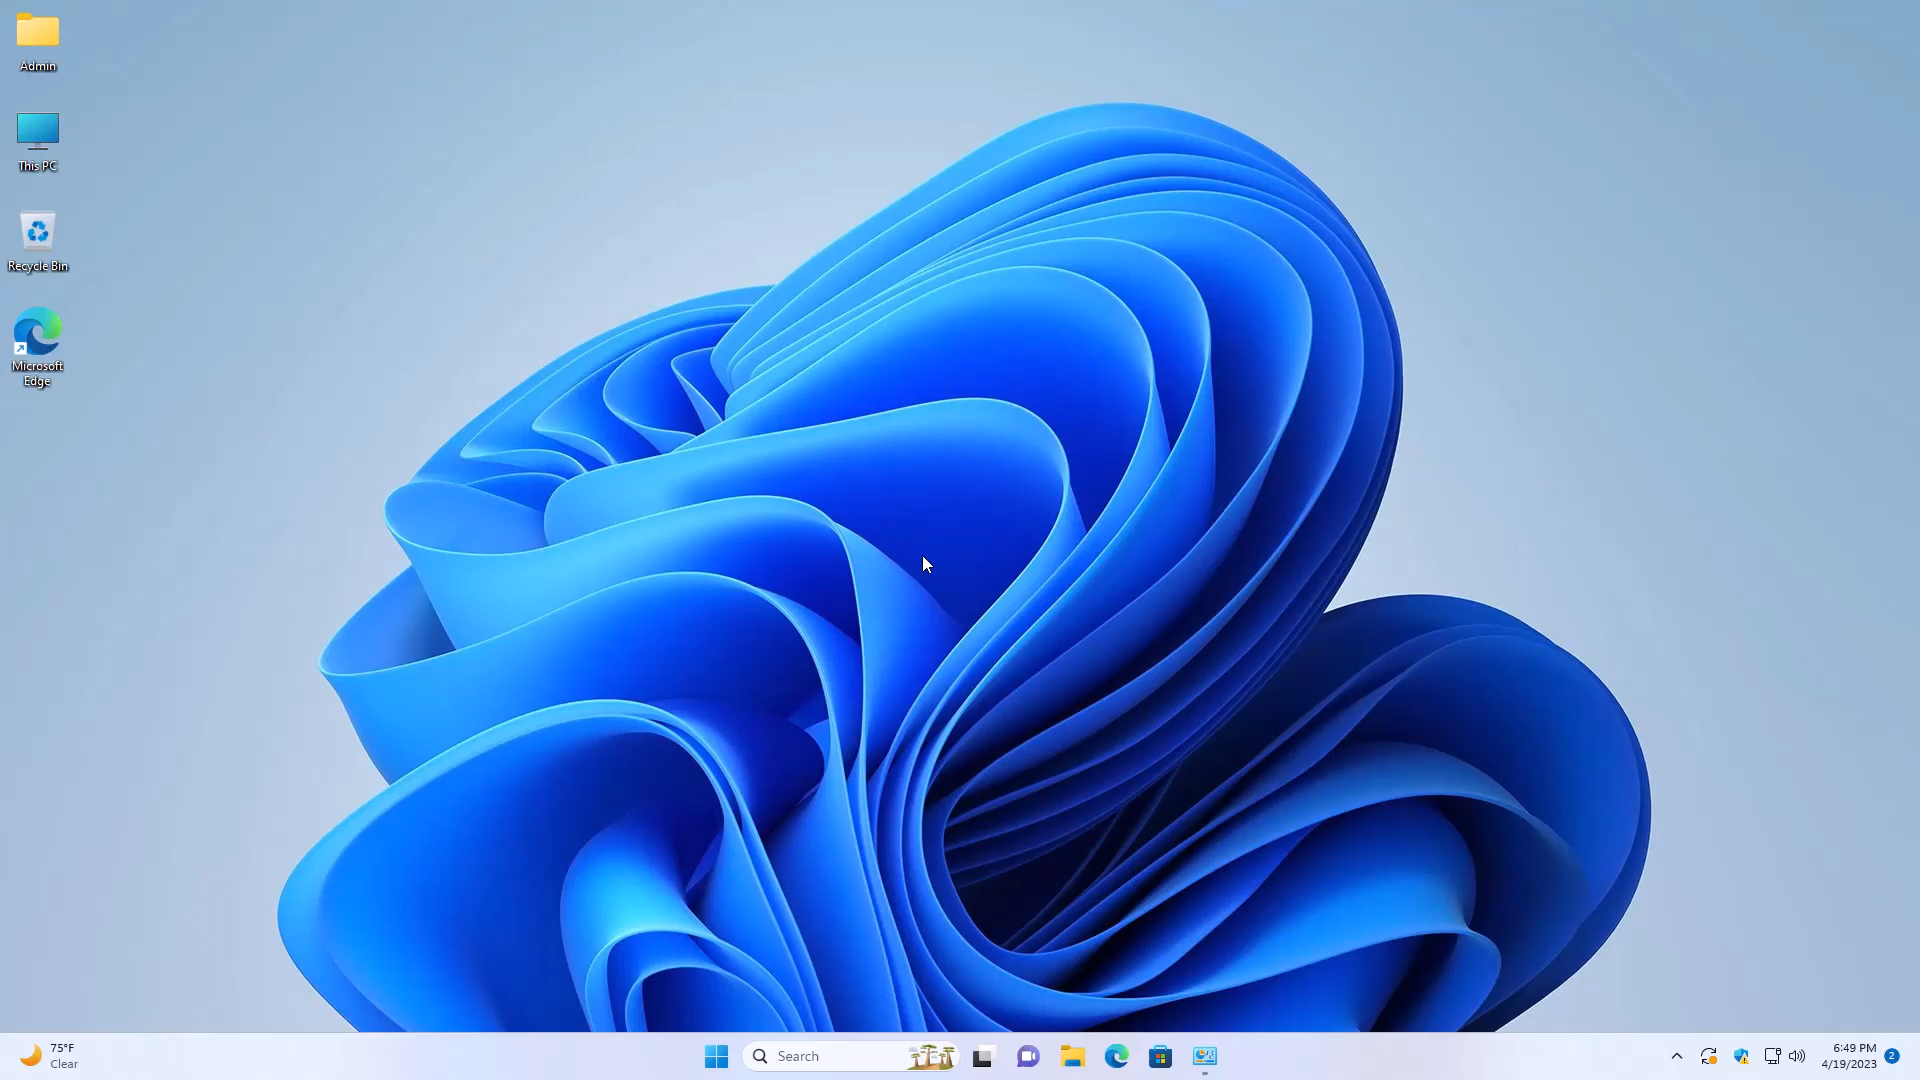 Admin
This PC
Recycle Bin
Microsoft
Edge
75°F
Clear
Search
6:49 PM
4/19/2023
2